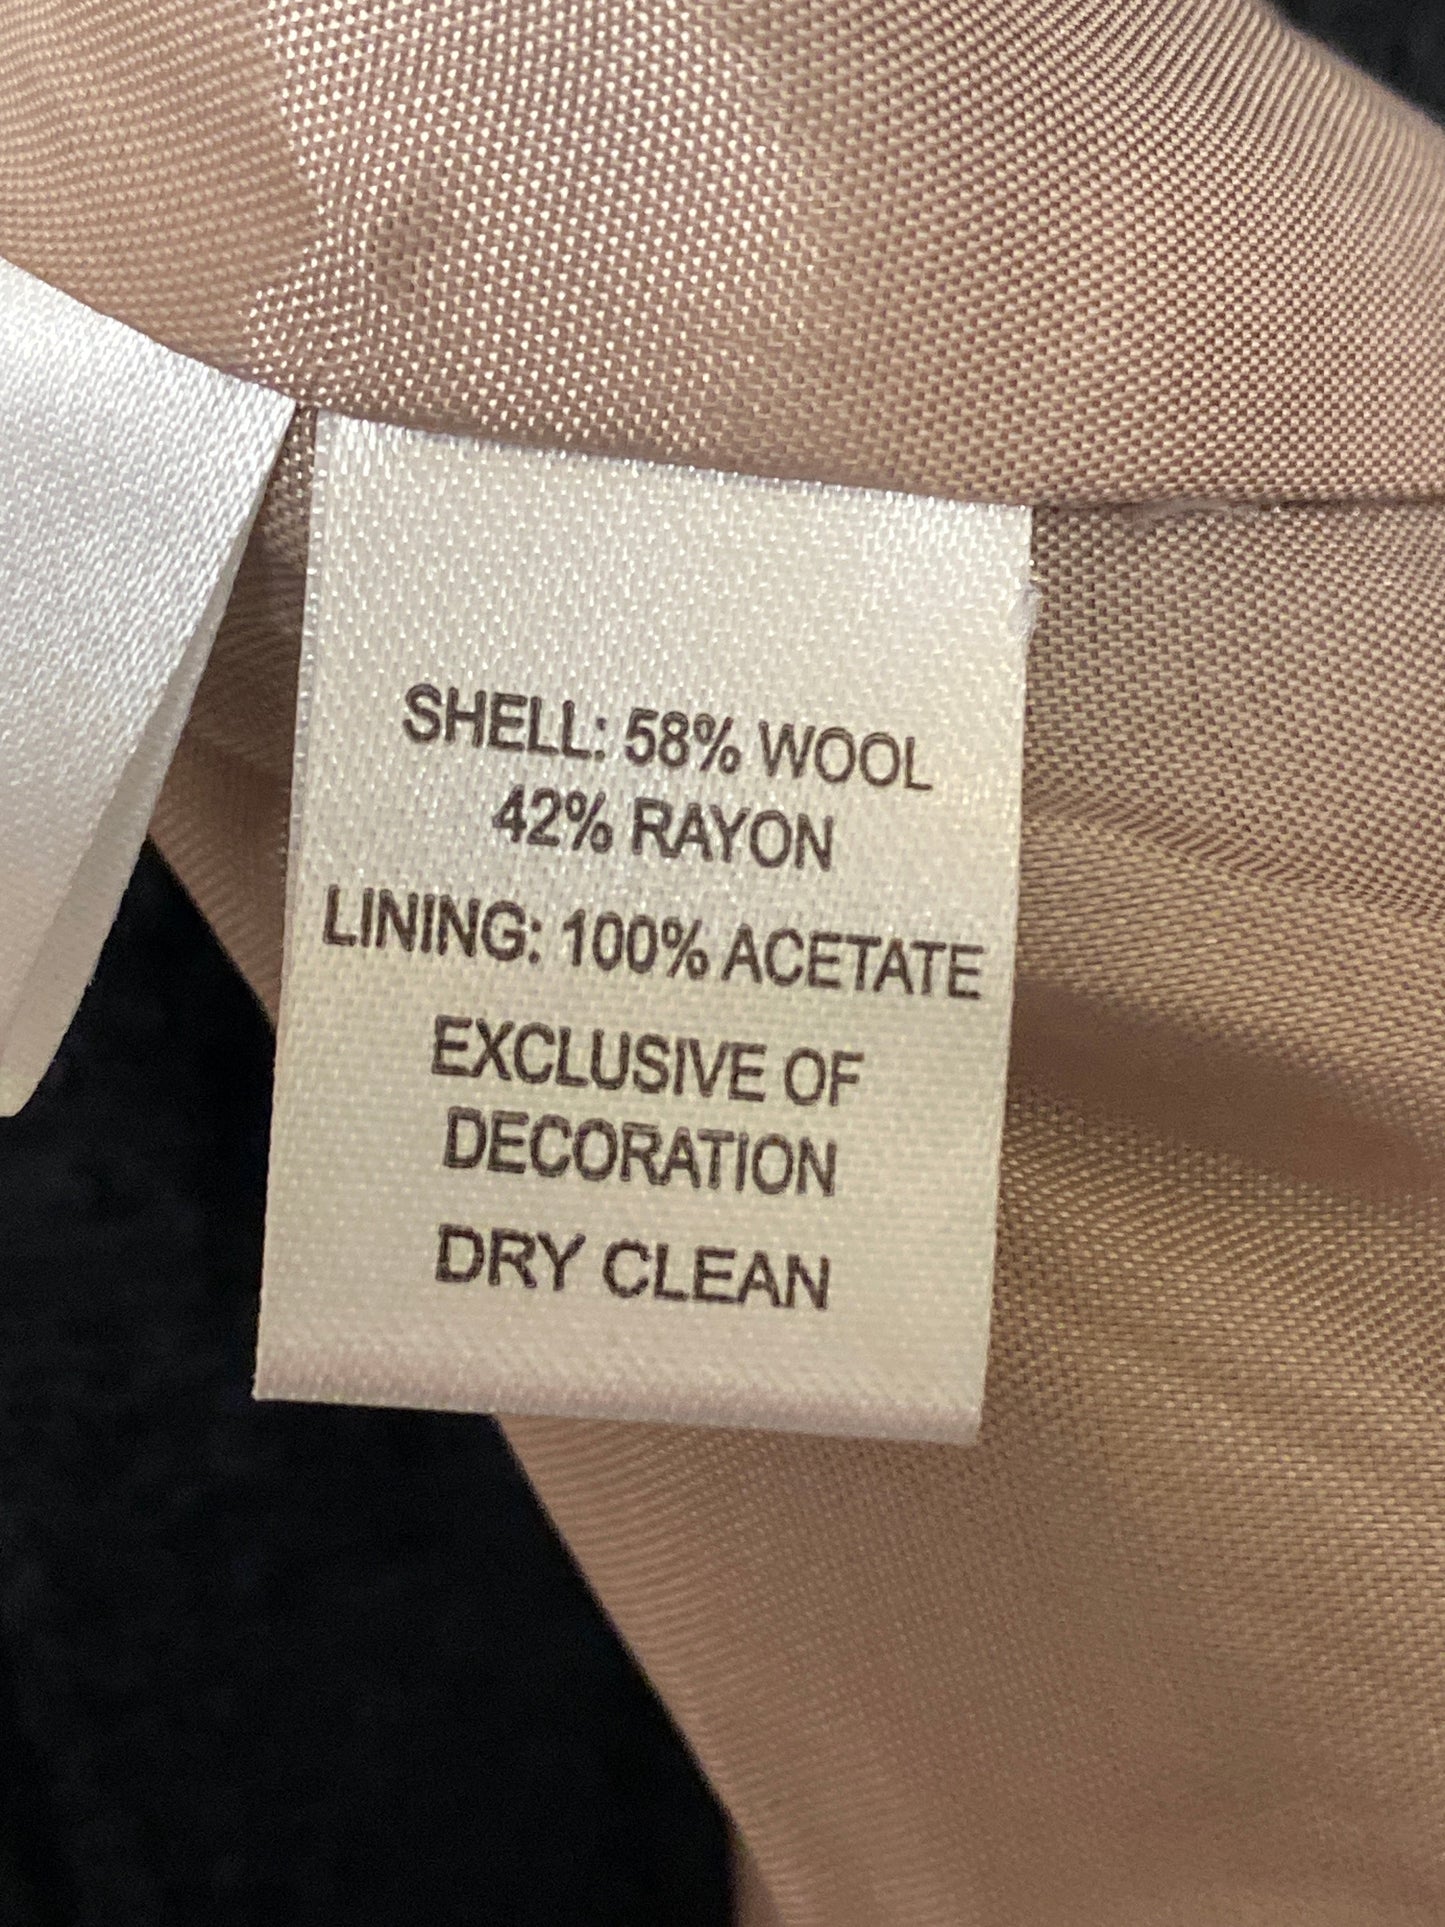 SHELL: 58% WOOL
42% RAYON
LINING: 100% ACETATE
EXCLUSIVE OF
DECORATION
DRY CLEAN